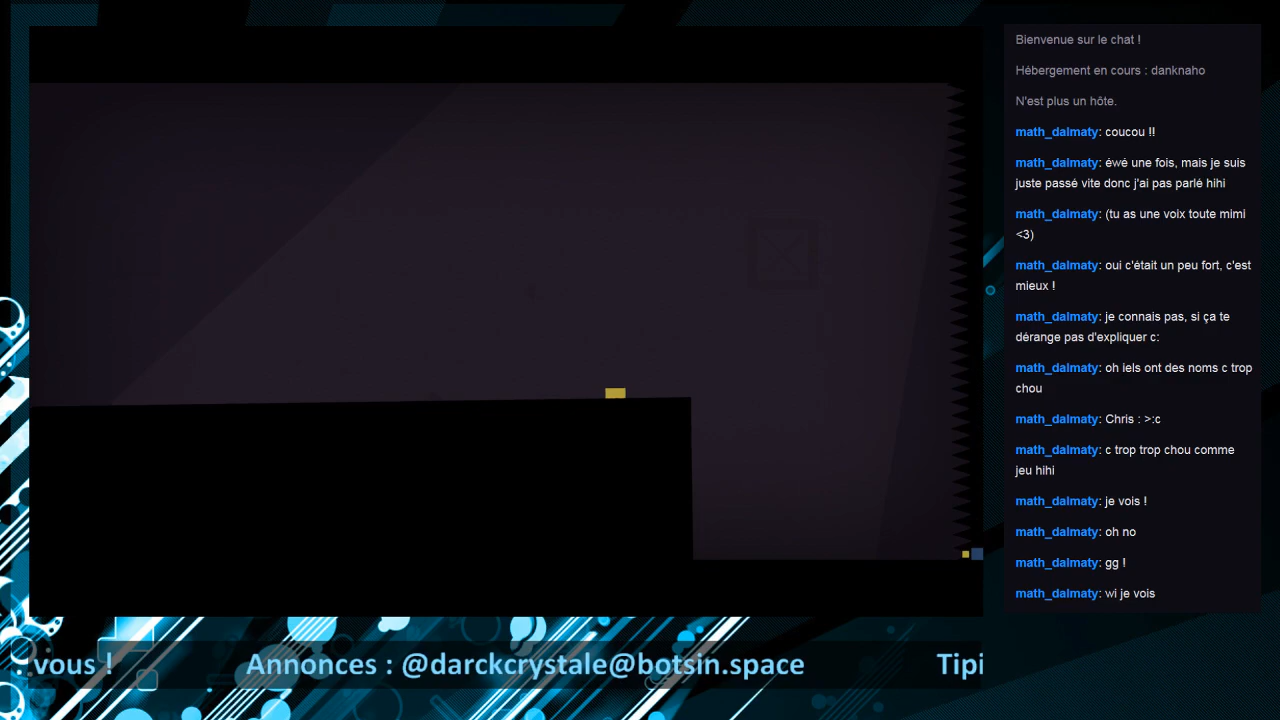 Bienvenue sur le chat !
Hébergement en cours : danknaho
N'est plus un hôte.
math_dalmaty: coucou !!
math_dalmaty: éwé une fois, mais je suis
juste passé vite donc j'ai pas parlé hihi
math_dalmaty: (tu as une voix toute mimi
<3)
math_dalmaty: oui c'était un peu fort, c'est
mieux !
math_dalmaty: je connais pas, si ça te
dérange pas d'expliquer c:
math_dalmaty: oh iels ont des noms c trop
chou
math_dalmaty: Chris : >:c
math_dalmaty: c trop trop chou comme
jeu hihi
math_dalmaty: je vois !
math_dalmaty: oh no
math_dalmaty: gg !
math_dalmaty: wi je vois
vous ! Annonces : @darckcrystale@botsin.space Tipi